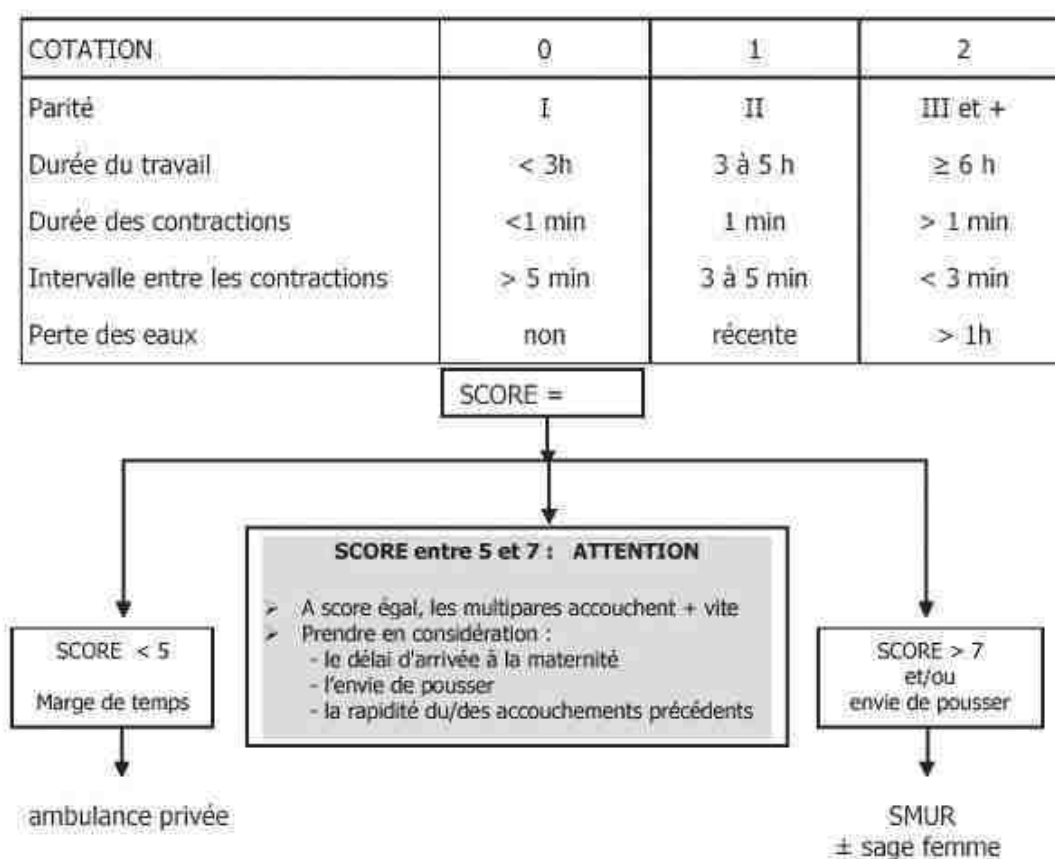 COTATION 0 1 2
Parité I II III et +
Durée du travail < 3h 3 à 5 h ≥ 6 h
Durée des contractions <1 min 1 min > 1 min
Intervalle entre les contractions > 5 min 3 à 5 min < 3 min
Perte des eaux non récente > 1h
SCORE =
SCORE entre 5 et 7 : ATTENTION
➢ A score égal, les multipares accouchent + vite
➢ Prendre en considération :
- le délai d'arrivée à la maternité
- l'envie de pousser
- la rapidité du/des accouchements précédents
SCORE < 5
Marge de temps
SCORE > 7
et/ou
envie de pousser
ambulance privée
SMUR
± sage femme